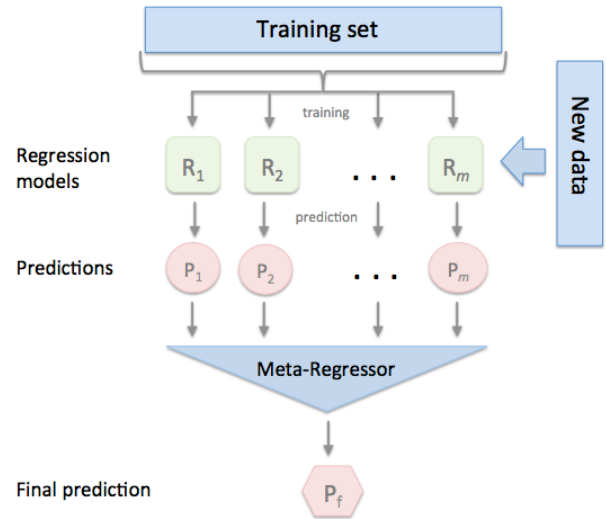 Training set
training
New data
Regression
models
R1 R2 . . . Rm
prediction
Predictions
P1 P2 . . . Pm
Meta-Regressor
Final prediction
Pf